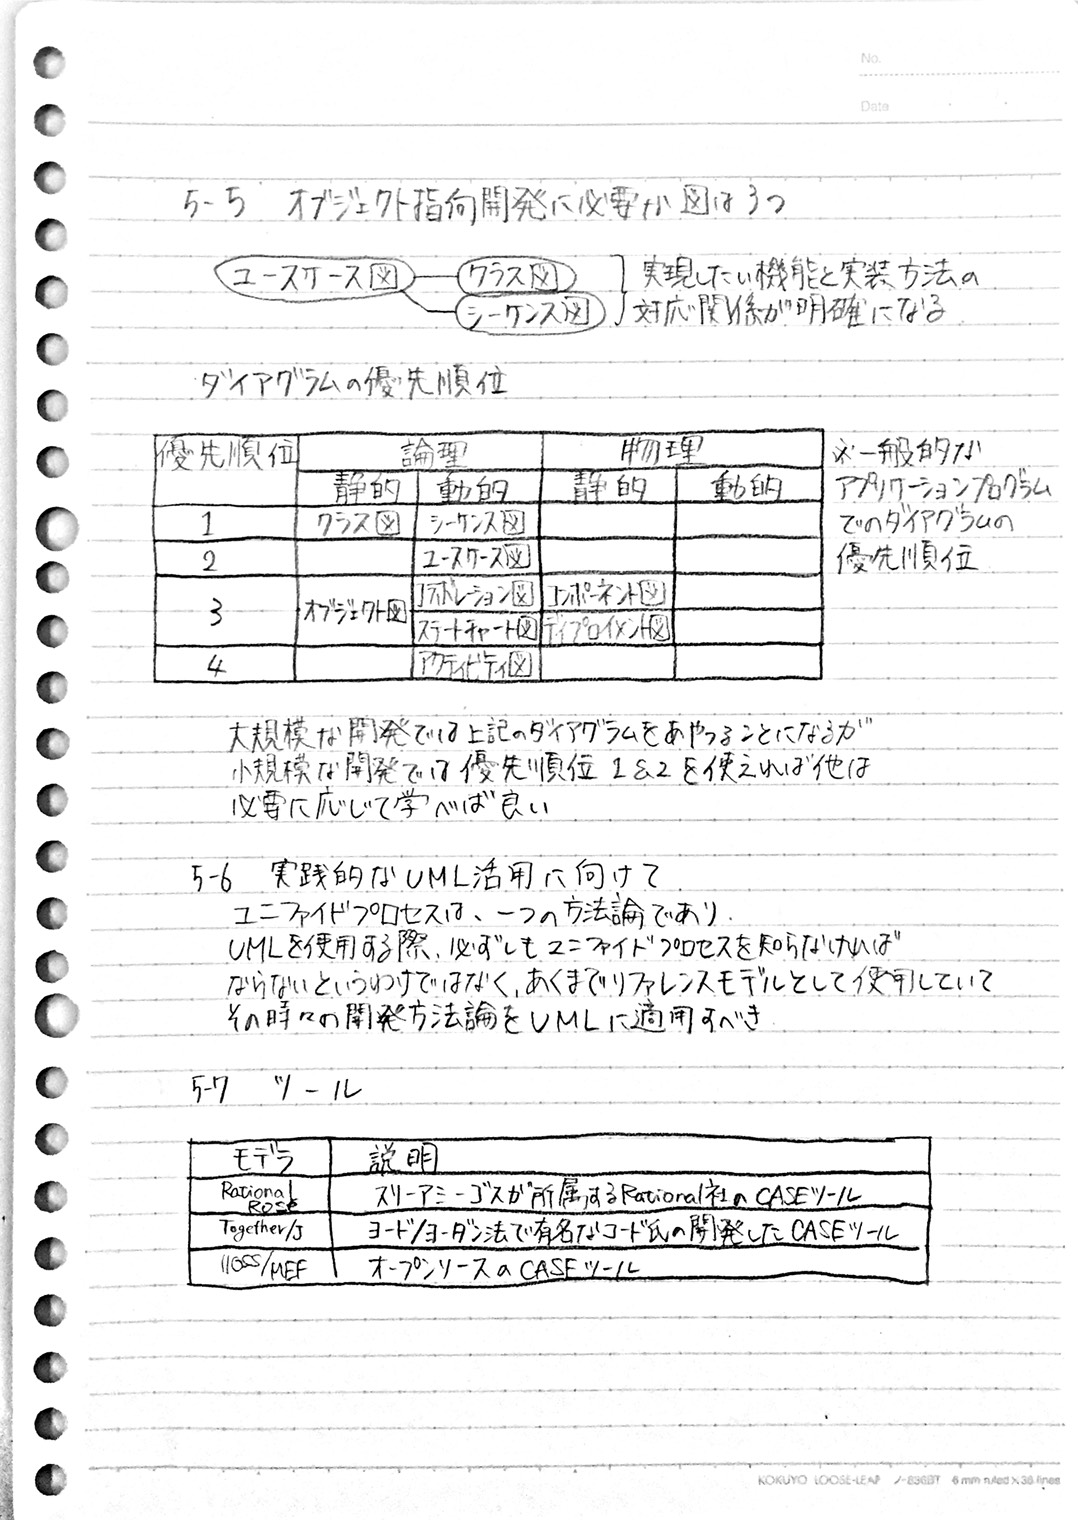 No.
Date
5-5 オブジェクト指向開発に必要な図は3つ
ユースケース図 クラス図 実現したい機能と実装方法の
シーケンス図 対応関係が明確になる
ダイアグラムの優先順位
優先順位 論理 物理
静的 動的 静的 動的
1 クラス図 シーケンス図
2 ユースケース図
3 オブジェクト図 コラボレーション図 コンポーネント図
ステートチャート図 ディプロイメント図
4 アクティビティ図
※一般的な
アプリケーションプログラム
でのダイアグラムの
優先順位
大規模な開発では上記のダイアグラムをあやつることになるが
小規模な開発では優先順位1&2を使えれば他は
必要に応じて学べば良い
5-6 実践的なUML活用に向けて
ユニファイドプロセスは、一つの方法論であり、
UMLを使用する際、必ずしもユニファイドプロセスを知らなければ
ならないというわけではなく、あくまでリファレンスモデルとして使用していて
その時々の開発方法論をUMLに適用すべき
5-7 ツール
モデラ 説明
Rational ROSE スリーアミーゴスが所属するRational社のCASEツール
Together/J ヨード/ヨーダン法で有名なコード氏の開発したCASEツール
/MEF オープンソースのCASEツール
KOKUYO LOOSE-LEAF ノ-836BT 6 mm ruled×36 lines